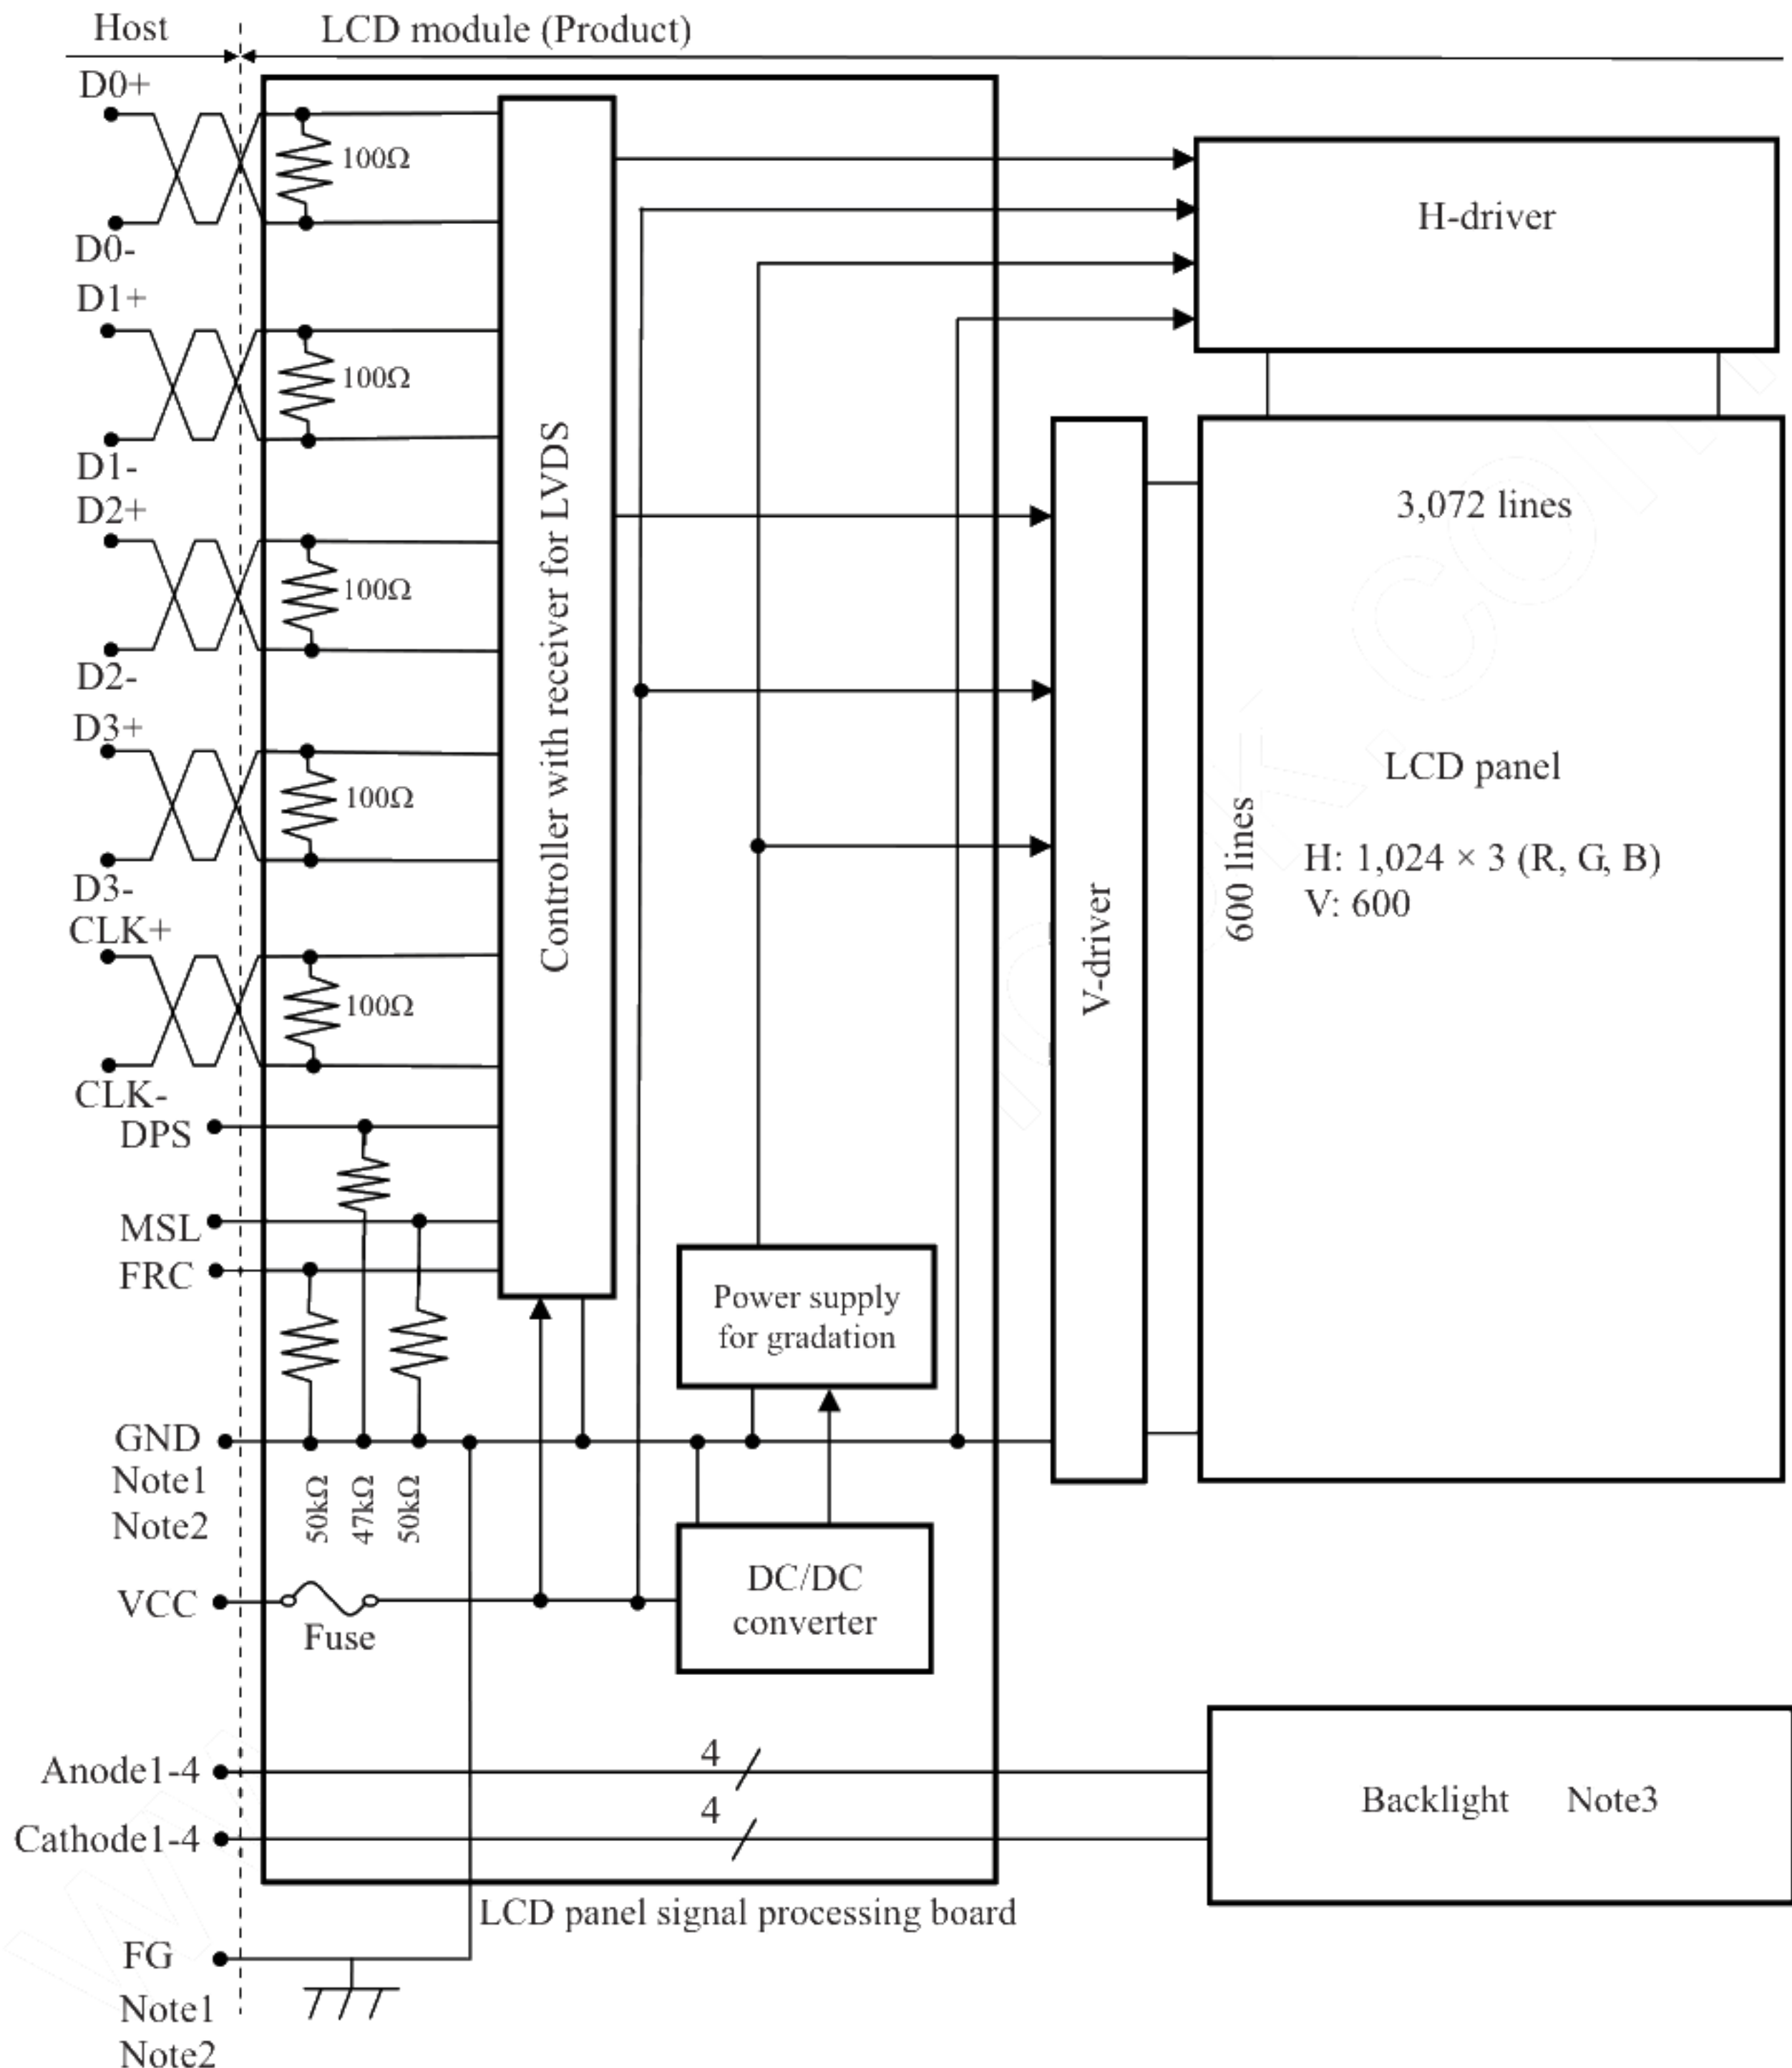 Host
LCD module (Product)
D0+
100Ω
D0-
H-driver
D1+
100Ω
D1-
D2+
100Ω
D2-
D3+
100Ω
D3-
CLK+
100Ω
CLK-
Controller with receiver for LVDS
V-driver
3,072 lines
600 lines
LCD panel
H: 1,024 × 3 (R, G, B)
V: 600
DPS
MSL
FRC
Power supply
for gradation
GND
Note1
Note2
50kΩ
47kΩ
50kΩ
VCC
Fuse
DC/DC
converter
Anode1-4
4
Cathode1-4
4
Backlight Note3
LCD panel signal processing board
FG
Note1
Note2